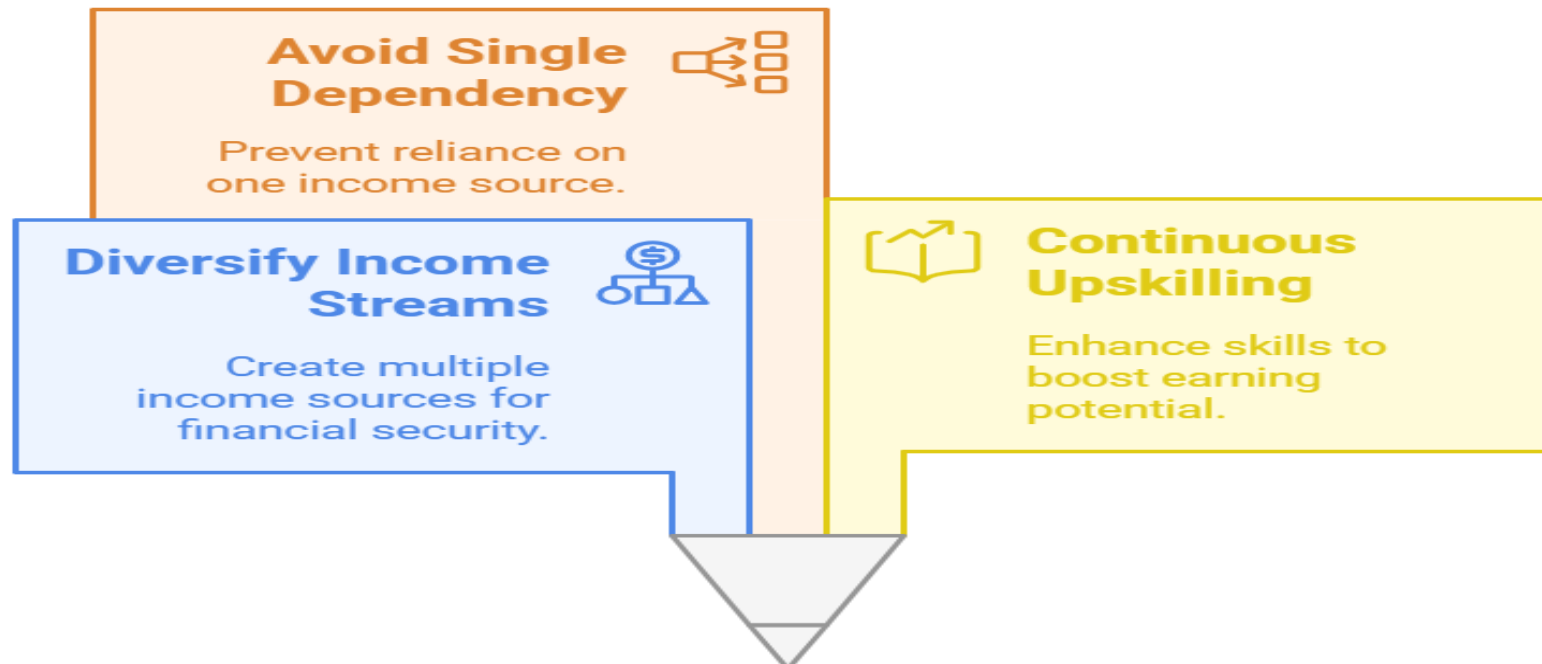 Avoid Single
Dependency
Prevent reliance on
one income source.
Diversify Income
Streams
Create multiple
income sources for
financial security.
Continuous
Upskilling
Enhance skills to
boost earning
potential.